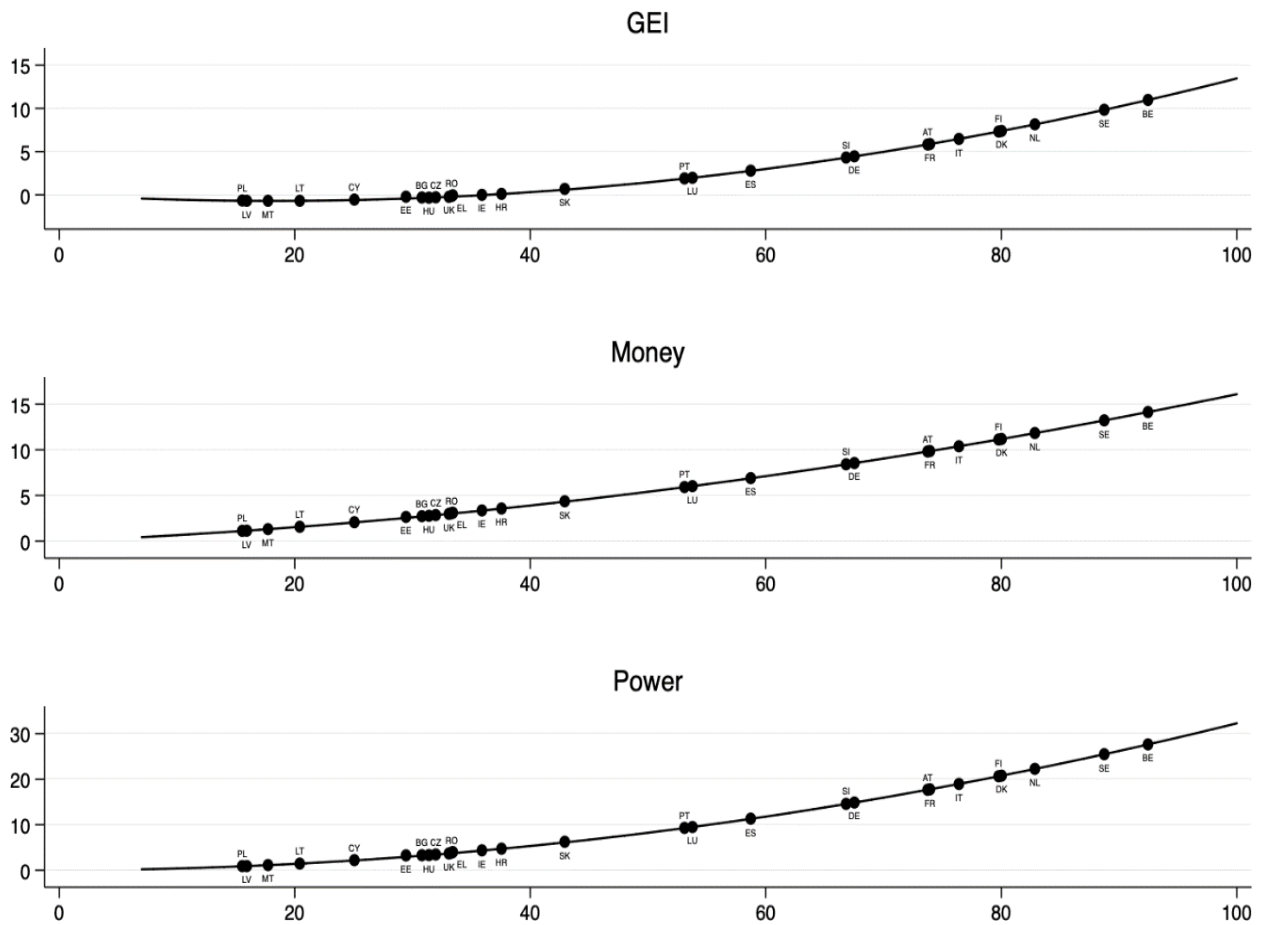 GEI
15
10
5
0
PL LT CY BG CZ RO PT SI AT FI
LV MT EE HU UK EL IE HR SK LU ES DE FR IT DK NL SE BE
0 20 40 60 80 100
Money
15
10
5
0
PL LT CY BG CZ RO PT SI AT FI
LV MT EE HU UK EL IE HR SK LU ES DE FR IT DK NL SE BE
0 20 40 60 80 100
Power
30
20
10
0
PL LT CY BG CZ RO PT SI AT FI
LV MT EE HU UK EL IE HR SK LU ES DE FR IT DK NL SE BE
0 20 40 60 80 100